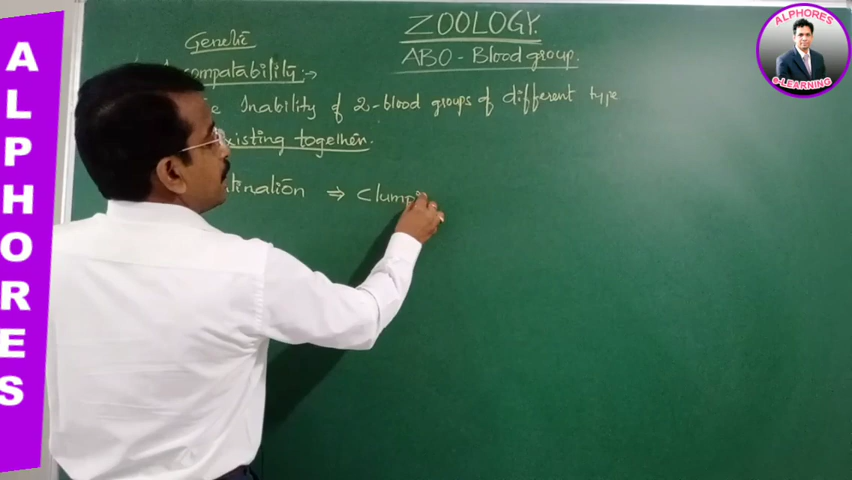 ALPHORES
ZOOLOGY.
ABO - Blood group.
Genetic
compatability :-
Inability of 2-blood groups of different type
existing together.
tination ⇒ Clump
ALPHORES
e-LEARNING